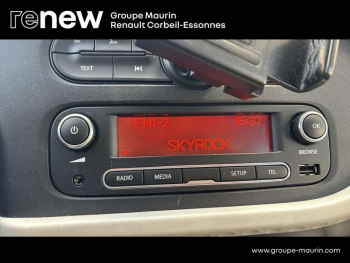 renew
Groupe Maurin
Renault Corbeil-Essonnes
TEXT
FM1-2 15:37
SKYROCK
OK
BROWSE
RADIO MEDIA SETUP TEL
www.groupe-maurin.com